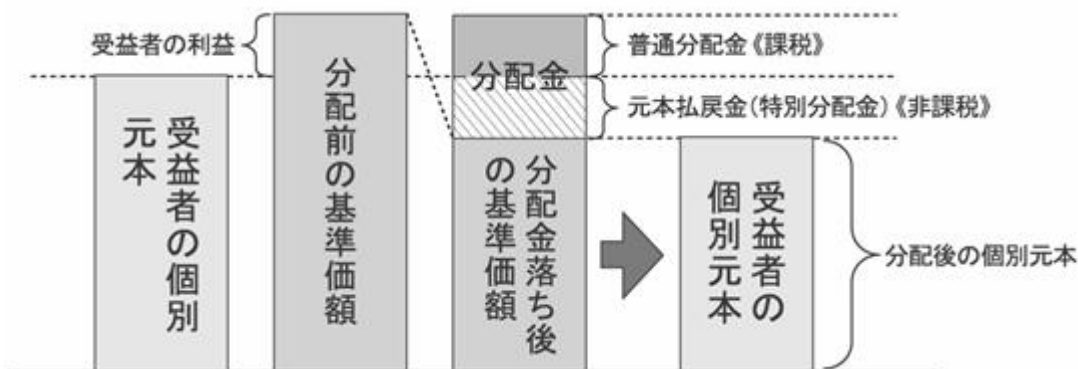 受益者の利益
受益者の個別
元本
分配前の基準価額
分配金
分配金落ち後
の基準価額
普通分配金《課税》
元本払戻金(特別分配金)《非課税》
受益者の
個別元本
分配後の個別元本